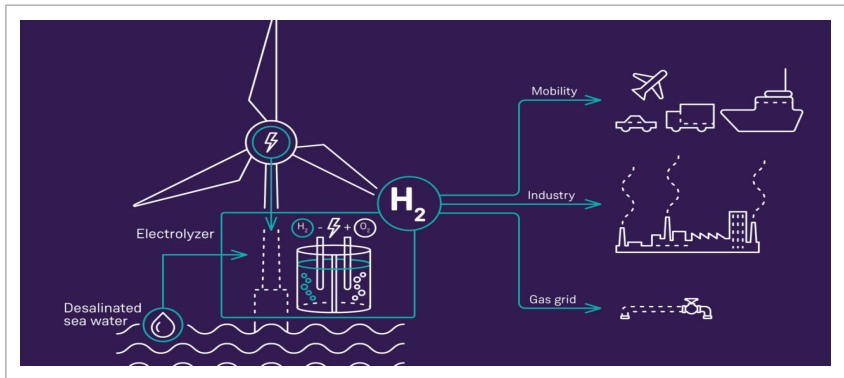 Mobility
H₂
Industry
Electrolyzer
H₂ - + O₂
Desalinated
sea water
Gas grid